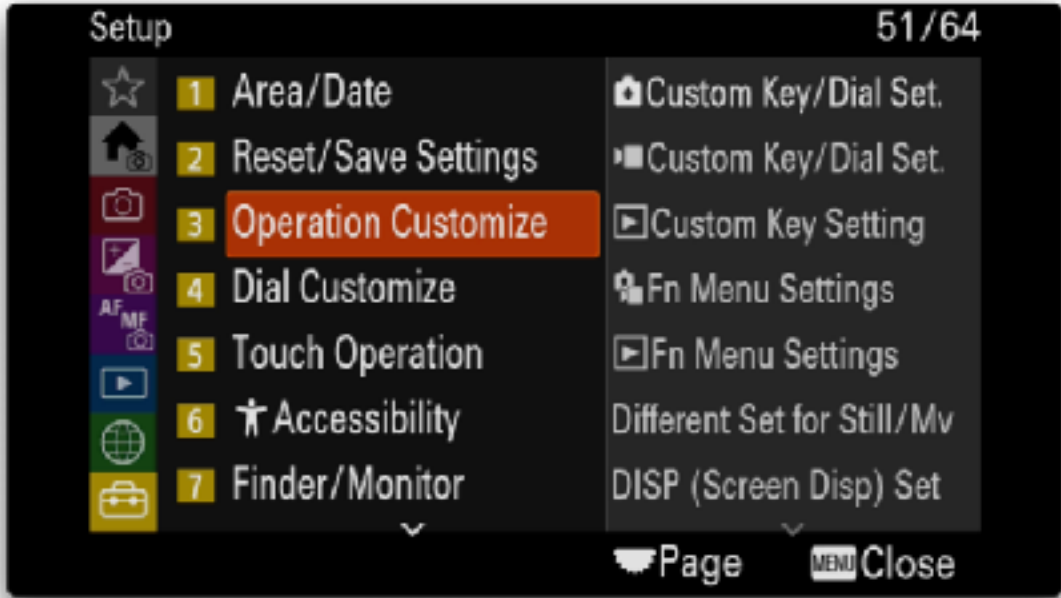 Setup 51/64
1 Area/Date
2 Reset/Save Settings
3 Operation Customize
4 Dial Customize
5 Touch Operation
6 Accessibility
7 Finder/Monitor
AF MF
Custom Key/Dial Set.
Custom Key/Dial Set.
Custom Key Setting
Fn Menu Settings
Fn Menu Settings
Different Set for Still/Mv
DISP (Screen Disp) Set
Page MENU Close